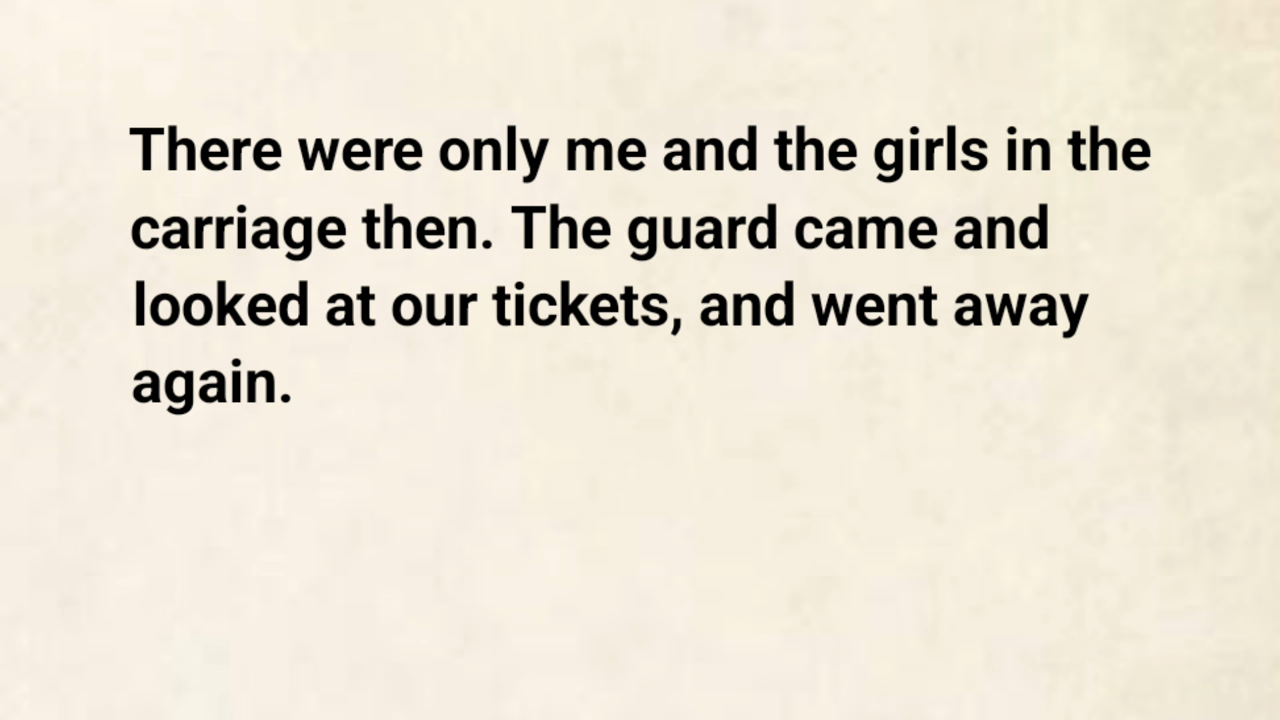 There were only me and the girls in the
carriage then. The guard came and
looked at our tickets, and went away
again.